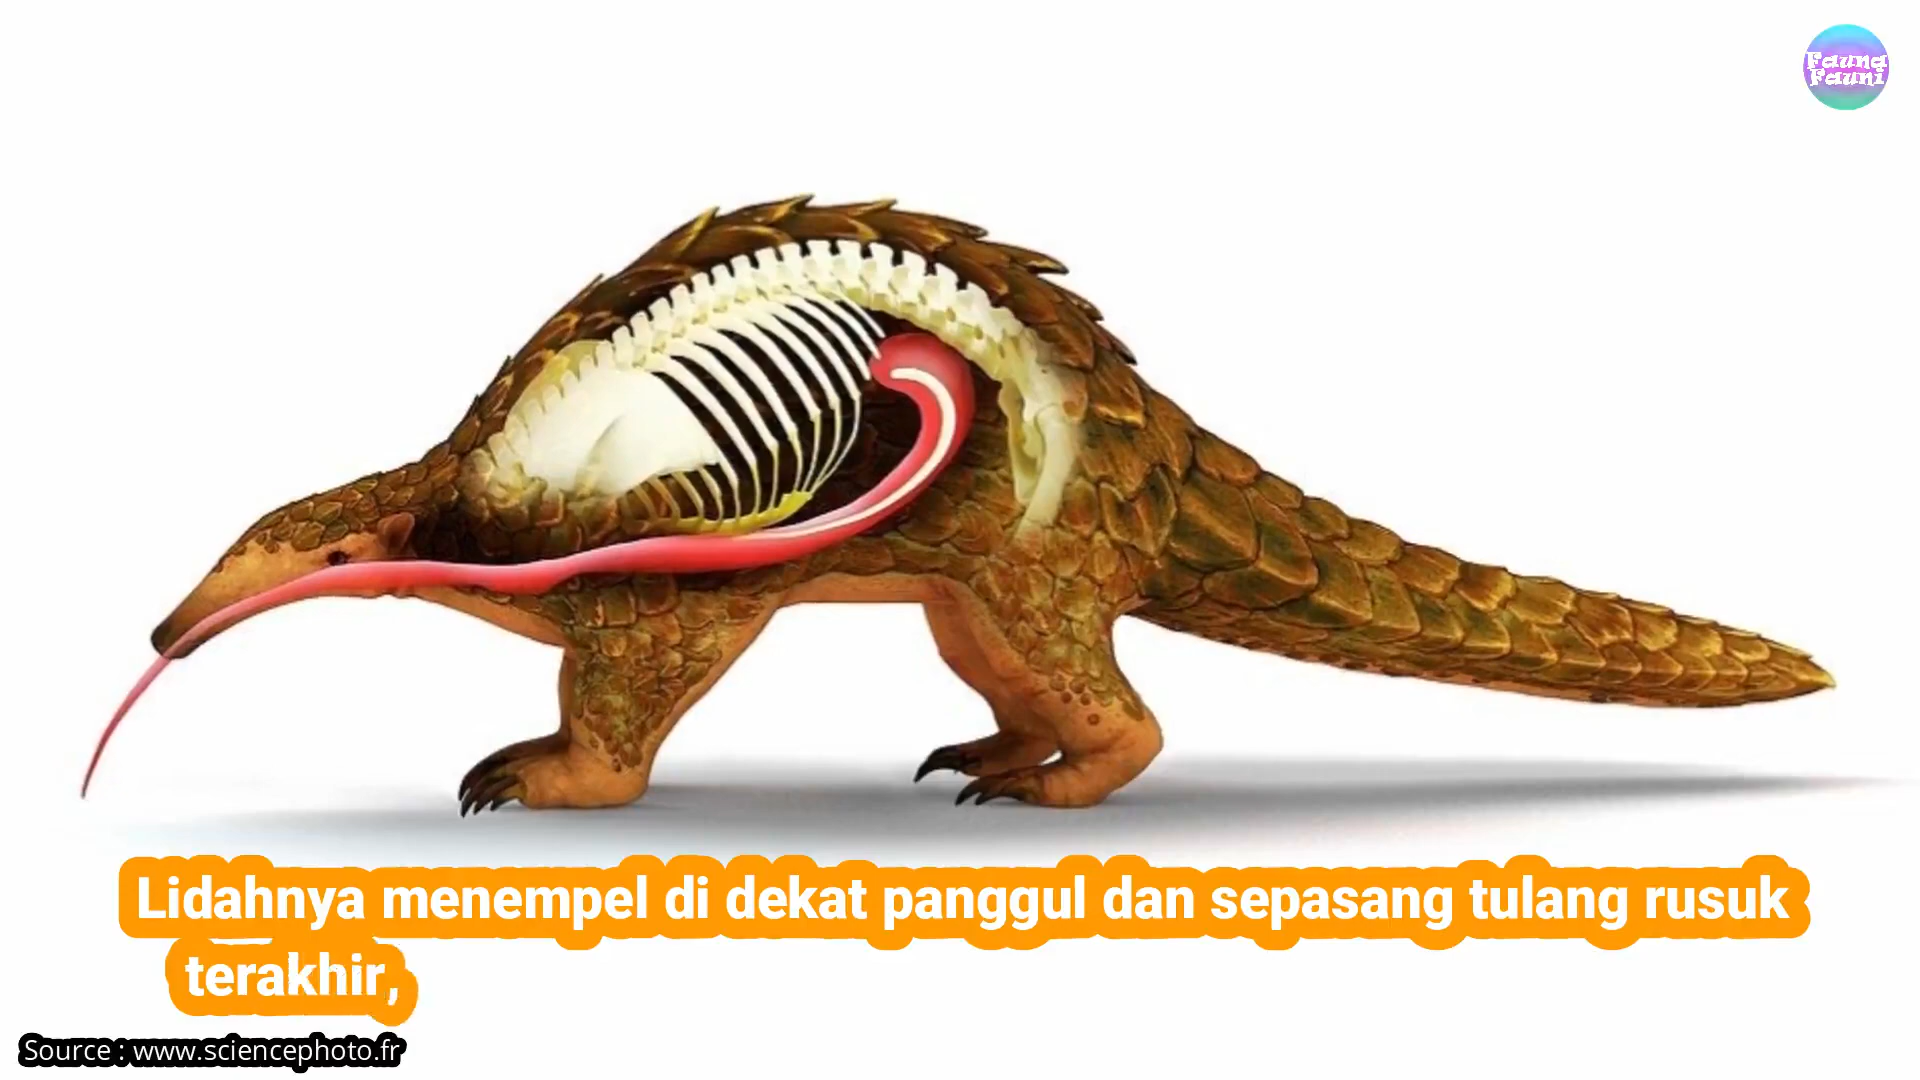 Fauna
Fauni
Lidahnya menempel di dekat panggul dan sepasang tulang rusuk
terakhir,
Source : www.sciencephoto.fr